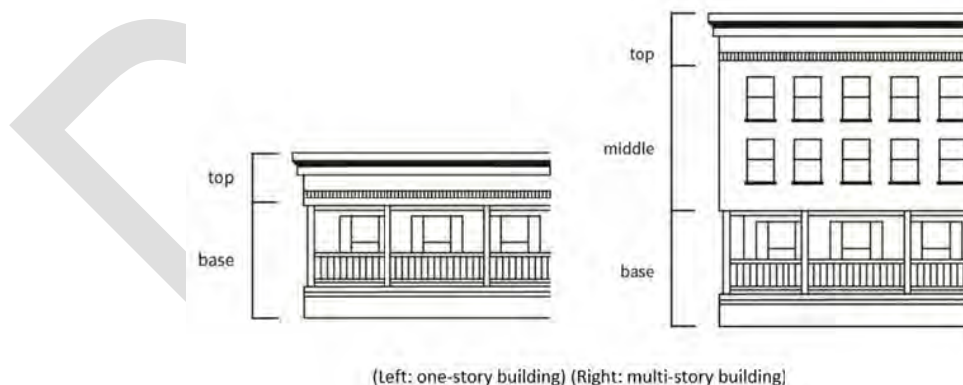 top
middle
base
top
base
(Left: one-story building) (Right: multi-story building)